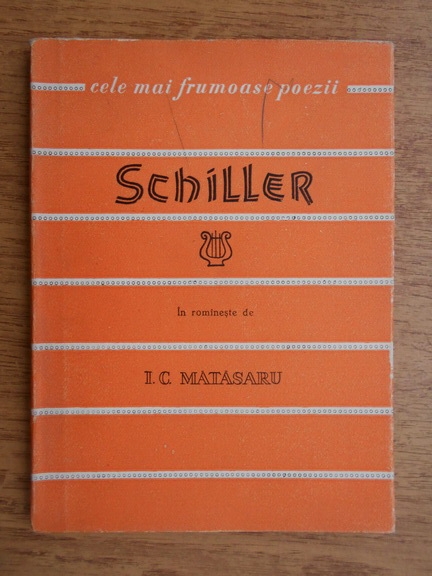 cele mai frumoase poezii
SchiLLER
În romînește de
I. C. MATASARU